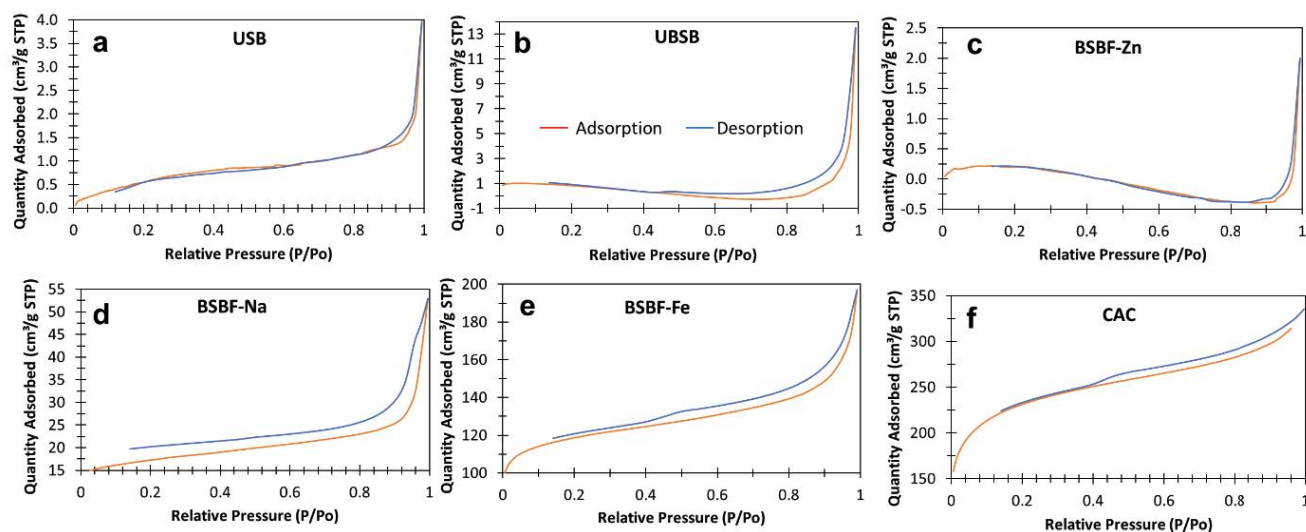 a
USB
Quantity Adsorbed (cm³/g STP)
4.0
3.5
3.0
2.5
2.0
1.5
1.0
0.5
0.0
0 0.2 0.4 0.6 0.8 1
Relative Pressure (P/Po)
b
UBSB
Quantity Adsorbed (cm³/g STP)
13
11
9
7
5
3
1
-1
Adsorption Desorption
0 0.2 0.4 0.6 0.8 1
Relative Pressure (P/Po)
c
BSBF-Zn
Quantity Adsorbed (cm³/g STP)
2.5
2.0
1.5
1.0
0.5
0.0
-0.5
0 0.2 0.4 0.6 0.8 1
Relative Pressure (P/Po)
d
BSBF-Na
Quantity Adsorbed (cm³/g STP)
55
50
45
40
35
30
25
20
15
0 0.2 0.4 0.6 0.8 1
Relative Pressure (P/Po)
e
BSBF-Fe
Quantity Adsorbed (cm³/g STP)
200
180
160
140
120
100
0 0.2 0.4 0.6 0.8 1
Relative Pressure (P/Po)
f
CAC
Quantity Adsorbed (cm³/g STP)
350
300
250
200
150
0 0.2 0.4 0.6 0.8 1
Relative Pressure (P/Po)